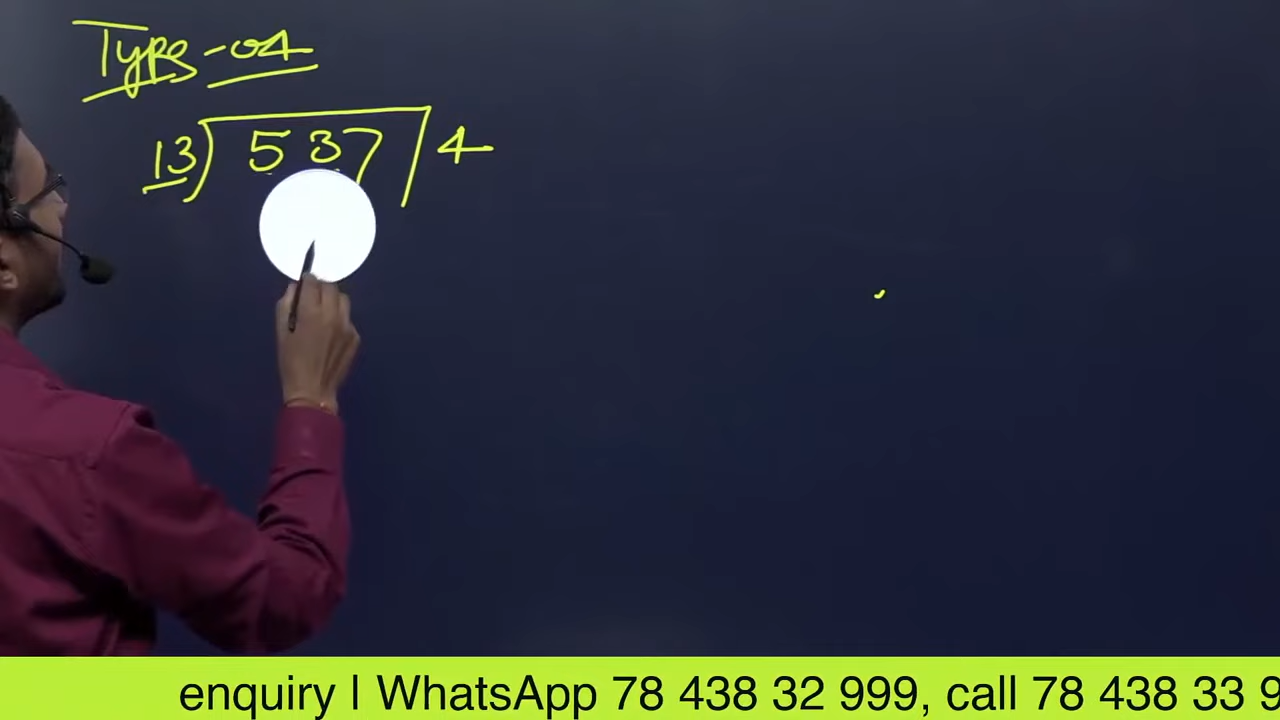 Type-04
13) 537 | 4
enquiry | WhatsApp 78 438 32 999, call 78 438 33 9